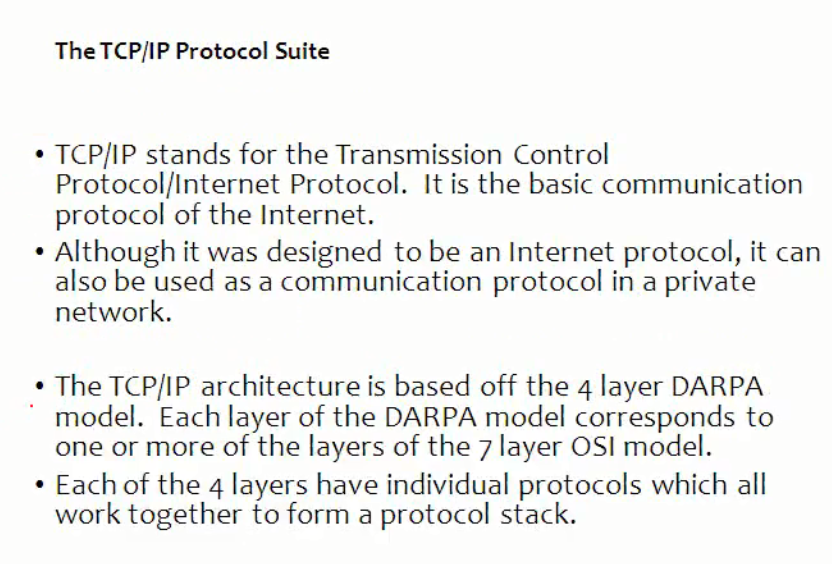 The TCP/IP Protocol Suite
• TCP/IP stands for the Transmission Control
Protocol/Internet Protocol.  It is the basic communication
protocol of the Internet.
• Although it was designed to be an Internet protocol, it can
also be used as a communication protocol in a private
network.
• The TCP/IP architecture is based off the 4 layer DARPA
model.  Each layer of the DARPA model corresponds to
one or more of the layers of the 7 layer OSI model.
• Each of the 4 layers have individual protocols which all
work together to form a protocol stack.